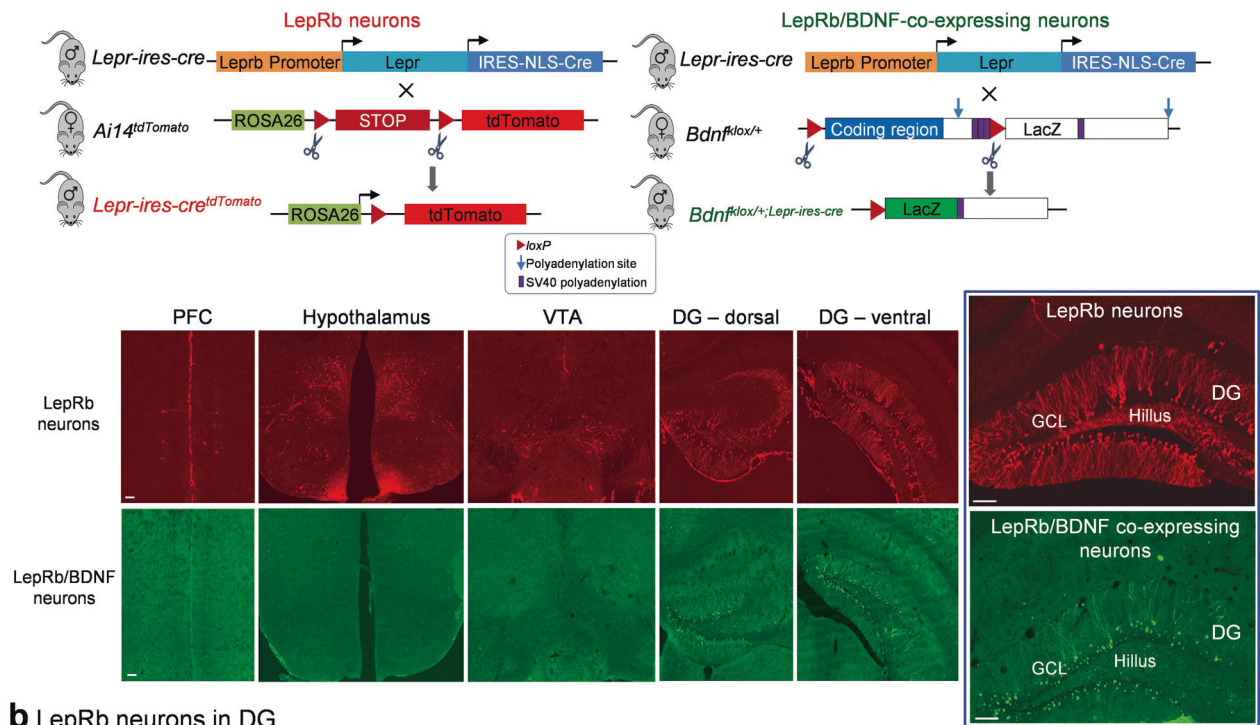 LepRb neurons
Lepr-ires-cre
Leprb Promoter
Lepr
IRES-NLS-Cre
×
Ai14tdTomato
ROSA26
STOP
tdTomato
Lepr-ires-cretdTomato
ROSA26
tdTomato
LepRb/BDNF-co-expressing neurons
Lepr-ires-cre
Leprb Promoter
Lepr
IRES-NLS-Cre
×
Bdnfklox/+
Coding region
LacZ
Bdnfklox/+;Lepr-ires-cre
LacZ
loxP
Polyadenylation site
SV40 polyadenylation
PFC
Hypothalamus
VTA
DG – dorsal
DG – ventral
LepRb
neurons
LepRb/BDNF
neurons
LepRb neurons
DG
GCL
Hillus
LepRb/BDNF co-expressing
neurons
DG
GCL
Hillus
b LepRb neurons in DG